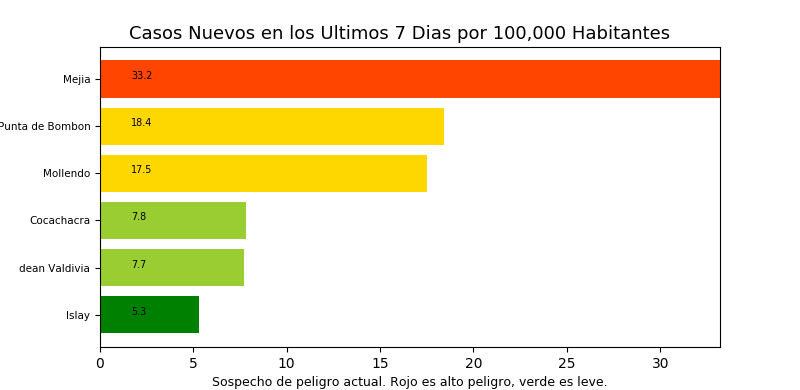 Casos Nuevos en los Ultimos 7 Dias por 100,000 Habitantes
Mejia 33.2
Punta de Bombon 18.4
Mollendo 17.5
Cocachacra 7.8
dean Valdivia 7.7
Islay 5.3
0 5 10 15 20 25 30
Sospecho de peligro actual. Rojo es alto peligro, verde es leve.